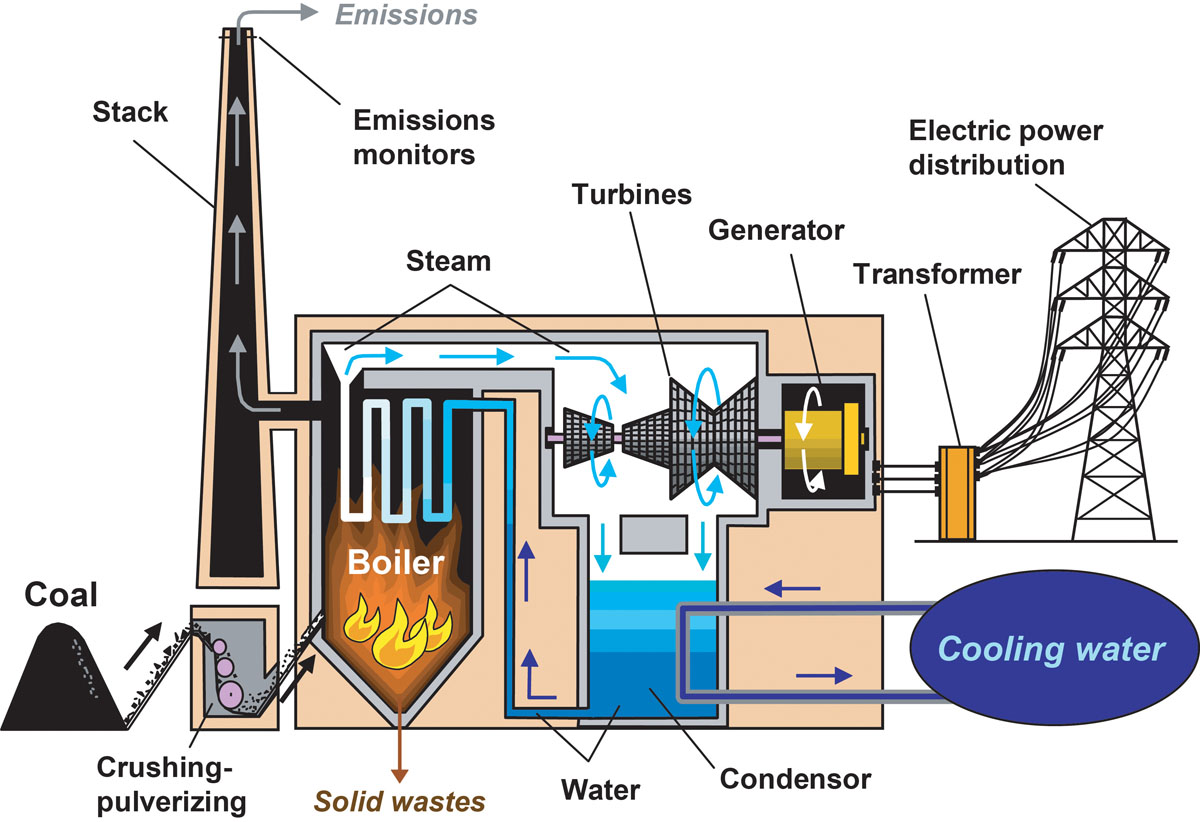 Emissions
Stack
Emissions
monitors
Electric power
distribution
Turbines
Generator
Steam
Transformer
Boiler
Coal
Cooling water
Crushing-
pulverizing
Solid wastes
Water
Condensor